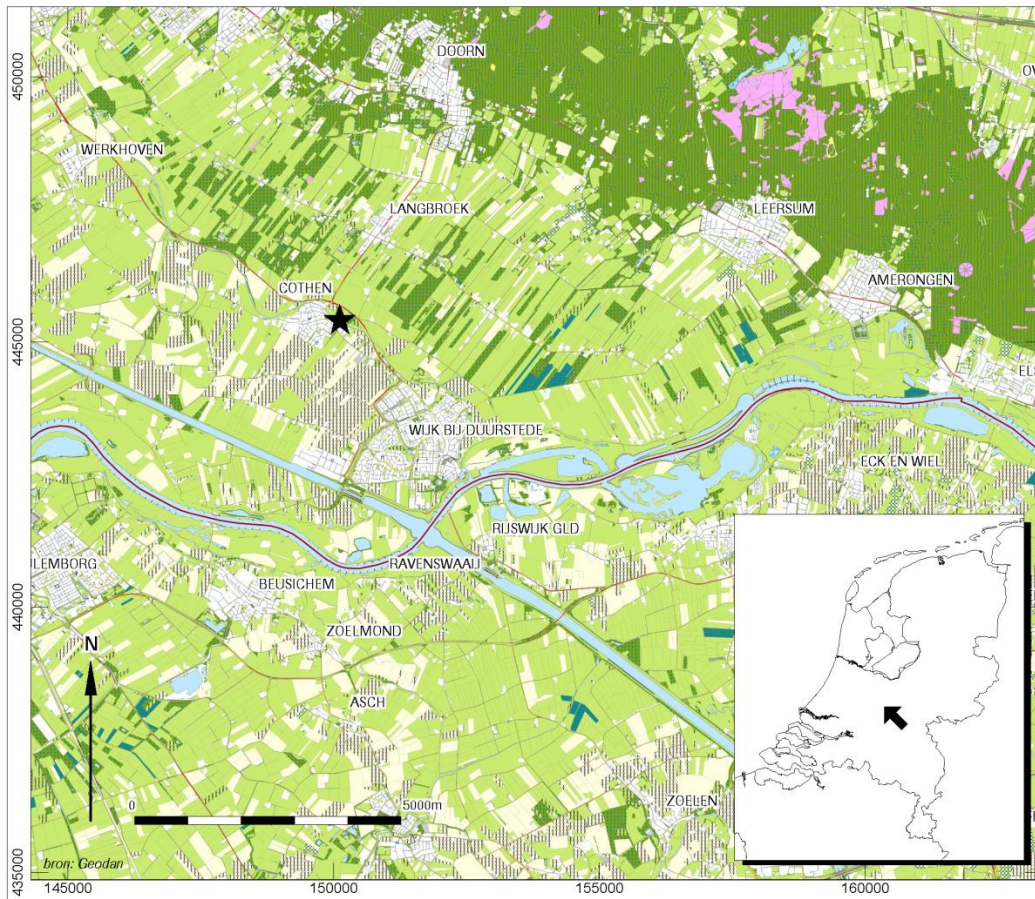 DOORN
WERKHOVEN
LANGBROEK
LEERSUM
COTHEN
AMERONGEN
WIJK BIJ DUURSTEDE
ECK EN WIEL
RIJSWIJK GLD
RAVENSWAAIJ
BEUSICHEM
ZOELMOND
ASCH
ZOELEN
N
0 5000m
bron: Geodan
450000
445000
440000
435000
145000 150000 155000 160000